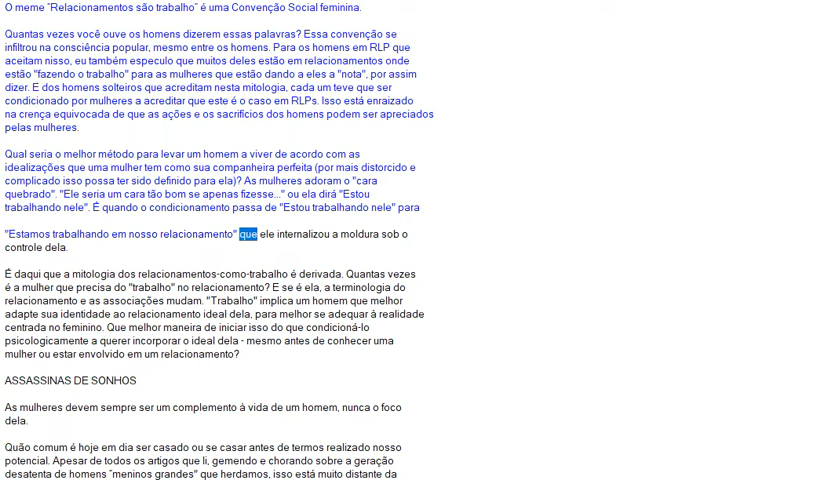 O meme "Relacionamentos são trabalho" é uma Convenção Social feminina.
Quantas vezes você ouve os homens dizerem essas palavras? Essa convenção se
infiltrou na consciência popular, mesmo entre os homens. Para os homens em RLP que
aceitam nisso, eu também especulo que muitos deles estão em relacionamentos onde
estão "fazendo o trabalho" para as mulheres que estão dando a eles a "nota", por assim
dizer. E dos homens solteiros que acreditam nesta mitologia, cada um teve que ser
condicionado por mulheres a acreditar que este é o caso em RLPs. Isso está enraizado
na crença equivocada de que as ações e os sacrifícios dos homens podem ser apreciados
pelas mulheres.
Qual seria o melhor método para levar um homem a viver de acordo com as
idealizações que uma mulher tem como sua companheira perfeita (por mais distorcido e
complicado isso possa ter sido definido para ela)? As mulheres adoram o "cara
quebrado". "Ele seria um cara tão bom se apenas fizesse..." ou ela dirá "Estou
trabalhando nele". É quando o condicionamento passa de "Estou trabalhando nele" para
"Estamos trabalhando em nosso relacionamento" que ele internalizou a moldura sob o
controle dela.
É daqui que a mitologia dos relacionamentos-como-trabalho é derivada. Quantas vezes
é a mulher que precisa do "trabalho" no relacionamento? E se é ela, a terminologia do
relacionamento e as associações mudam. "Trabalho" implica um homem que melhor
adapte sua identidade ao relacionamento ideal dela, para melhor se adequar à realidade
centrada no feminino. Que melhor maneira de iniciar isso do que condicioná-lo
psicologicamente a querer incorporar o ideal dela - mesmo antes de conhecer uma
mulher ou estar envolvido em um relacionamento?
ASSASSINAS DE SONHOS
As mulheres devem sempre ser um complemento à vida de um homem, nunca o foco
dela.
Quão comum é hoje em dia ser casado ou se casar antes de termos realizado nosso
potencial. Apesar de todos os artigos que li, gemendo e chorando sobre a geração
desatenta de homens "meninos grandes" que herdamos, isso está muito distante da